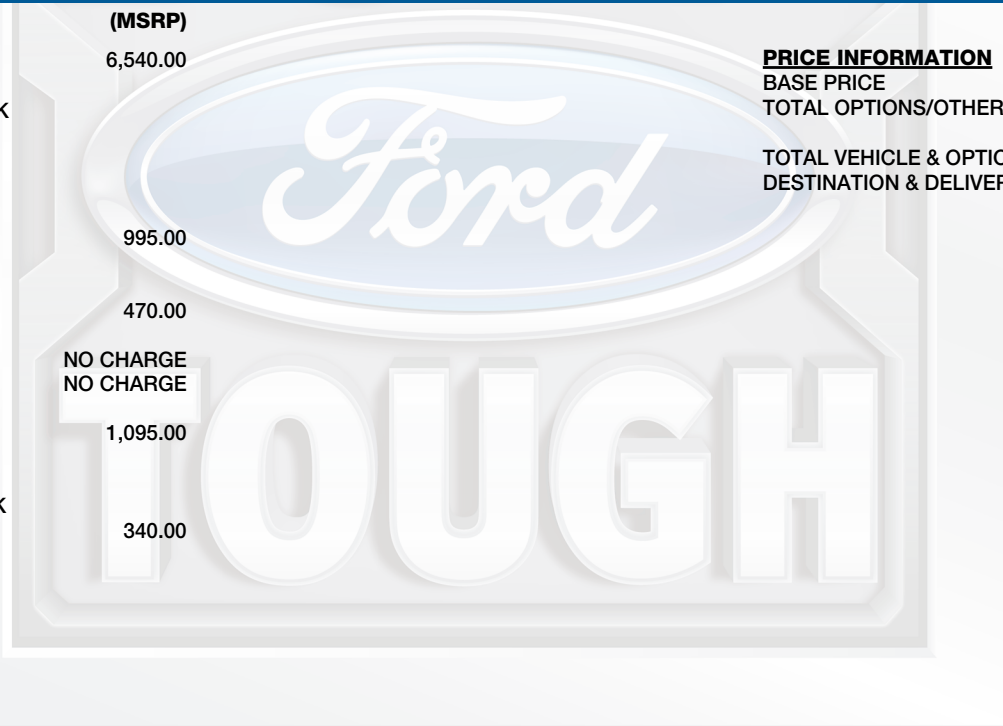 (MSRP)
6,540.00
K
995.00
470.00
NO CHARGE
NO CHARGE
1,095.00
K
340.00
PRICE INFORMATION
BASE PRICE
TOTAL OPTIONS/OTHER
TOTAL VEHICLE & OPTIO
DESTINATION & DELIVER
Ford
TOUGH